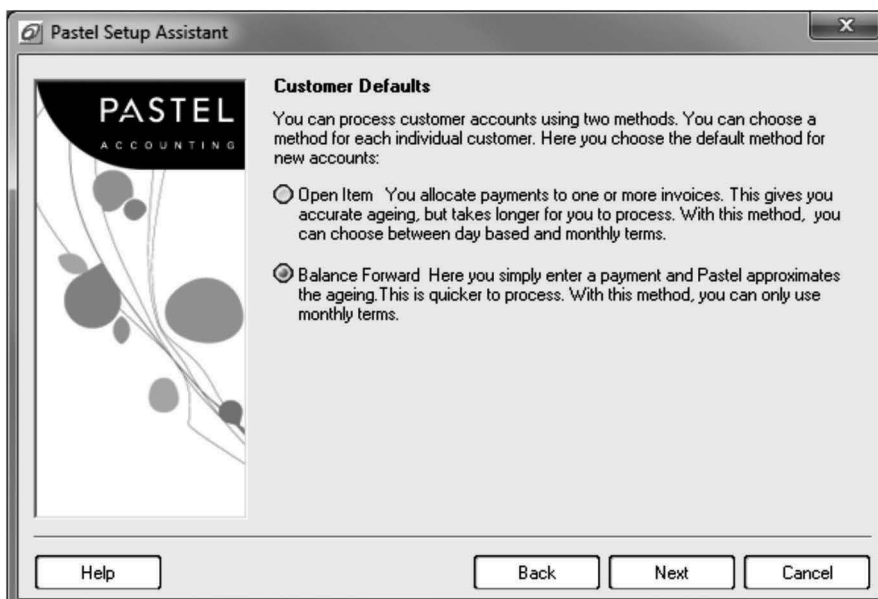 Pastel Setup Assistant
x
PASTEL
ACCOUNTING
Customer Defaults
You can process customer accounts using two methods. You can choose a
method for each individual customer. Here you choose the default method for
new accounts:
Open Item  You allocate payments to one or more invoices. This gives you
accurate ageing, but takes longer for you to process. With this method,  you
can choose between day based and monthly terms.
Balance Forward  Here you simply enter a payment and Pastel approximates
the ageing.This is quicker to process. With this method, you can only use
monthly terms.
Help
Back
Next
Cancel